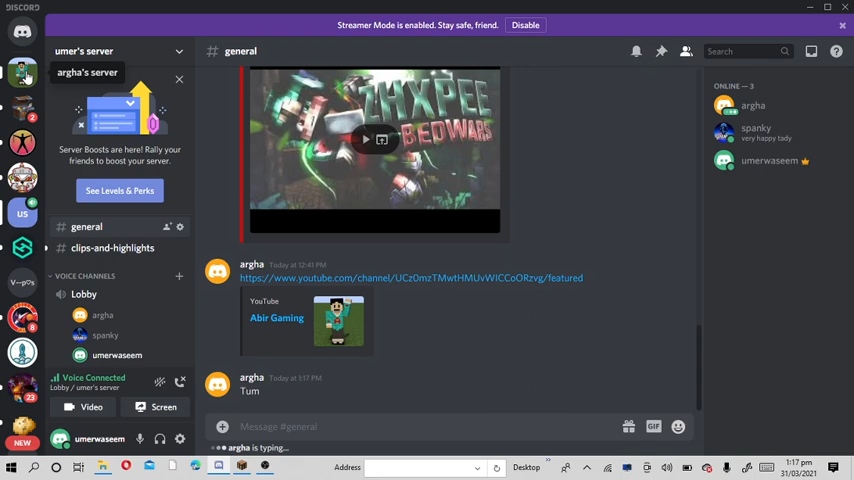 DISCORD
Streamer Mode is enabled. Stay safe, friend.
Disable
umer's server
argha's server
Server Boosts are here! Rally your
friends to boost your server.
See Levels & Perks
# general
# clips-and-highlights
VOICE CHANNELS
Lobby
argha
spanky
umerwaseem
Voice Connected
Lobby / umer's server
Video
Screen
umerwaseem
2
us
V--p♡s
8
23
NEW
# general
Search
ZHXPEE
BEDWARS
argha Today at 12:41 PM
https://www.youtube.com/channel/UCz0mzTMwtHMUvWICCoORzvg/featured
YouTube
Abir Gaming
argha Today at 1:17 PM
Tum
Message #general
GIF
argha is typing...
ONLINE — 3
argha
spanky
very happy tady
umerwaseem
Address
Desktop
1:17 pm
31/03/2021